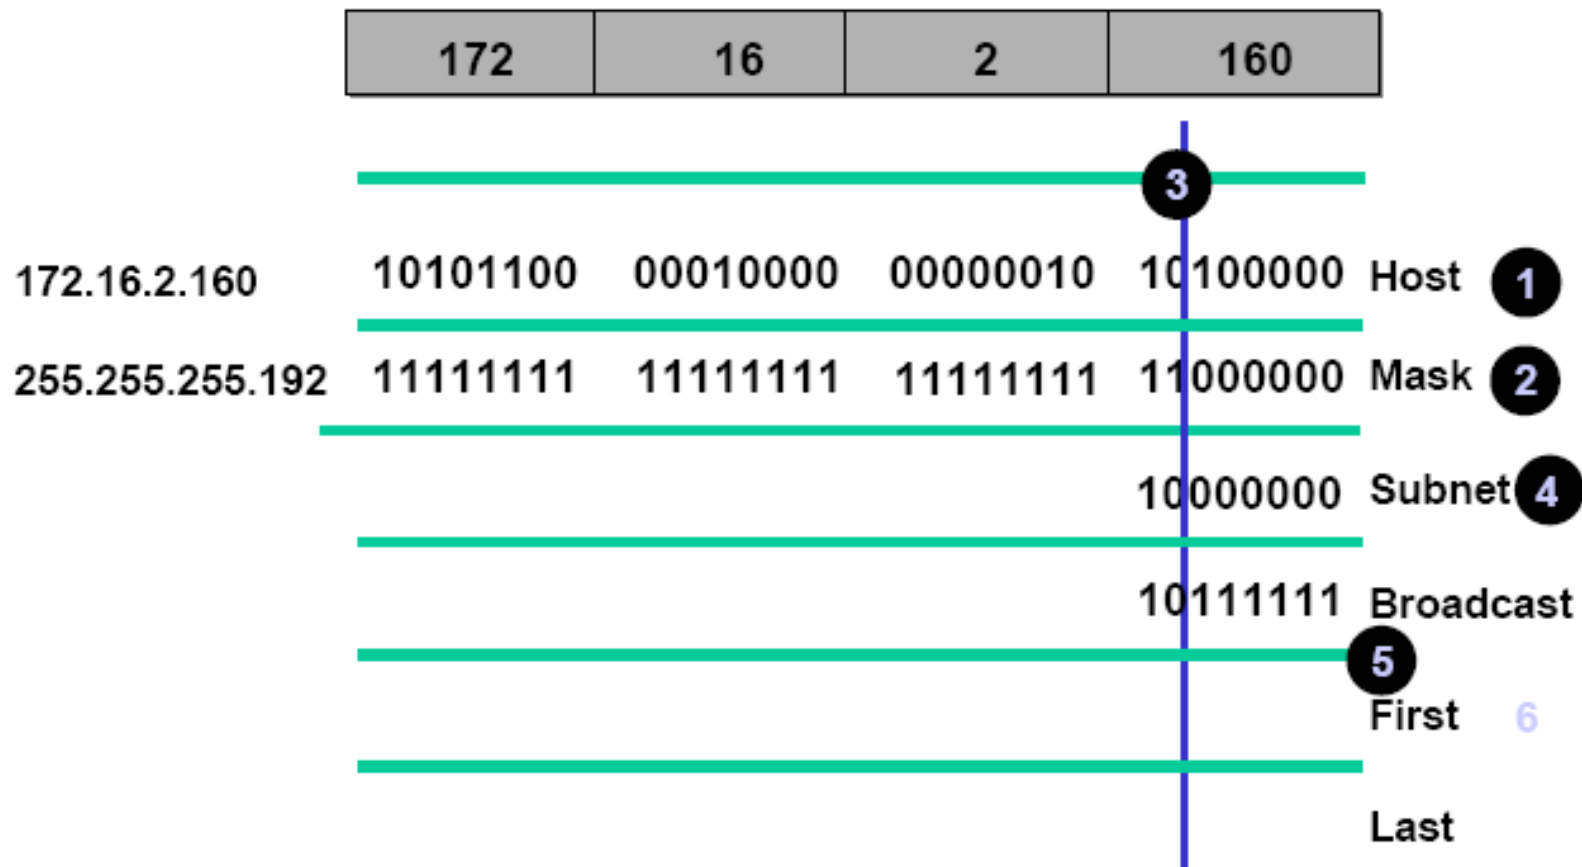 172 16 2 160
3
172.16.2.160 10101100 00010000 00000010 10100000 Host 1
255.255.255.192 11111111 11111111 11111111 11000000 Mask 2
10000000 Subnet 4
10111111 Broadcast
5
First 6
Last